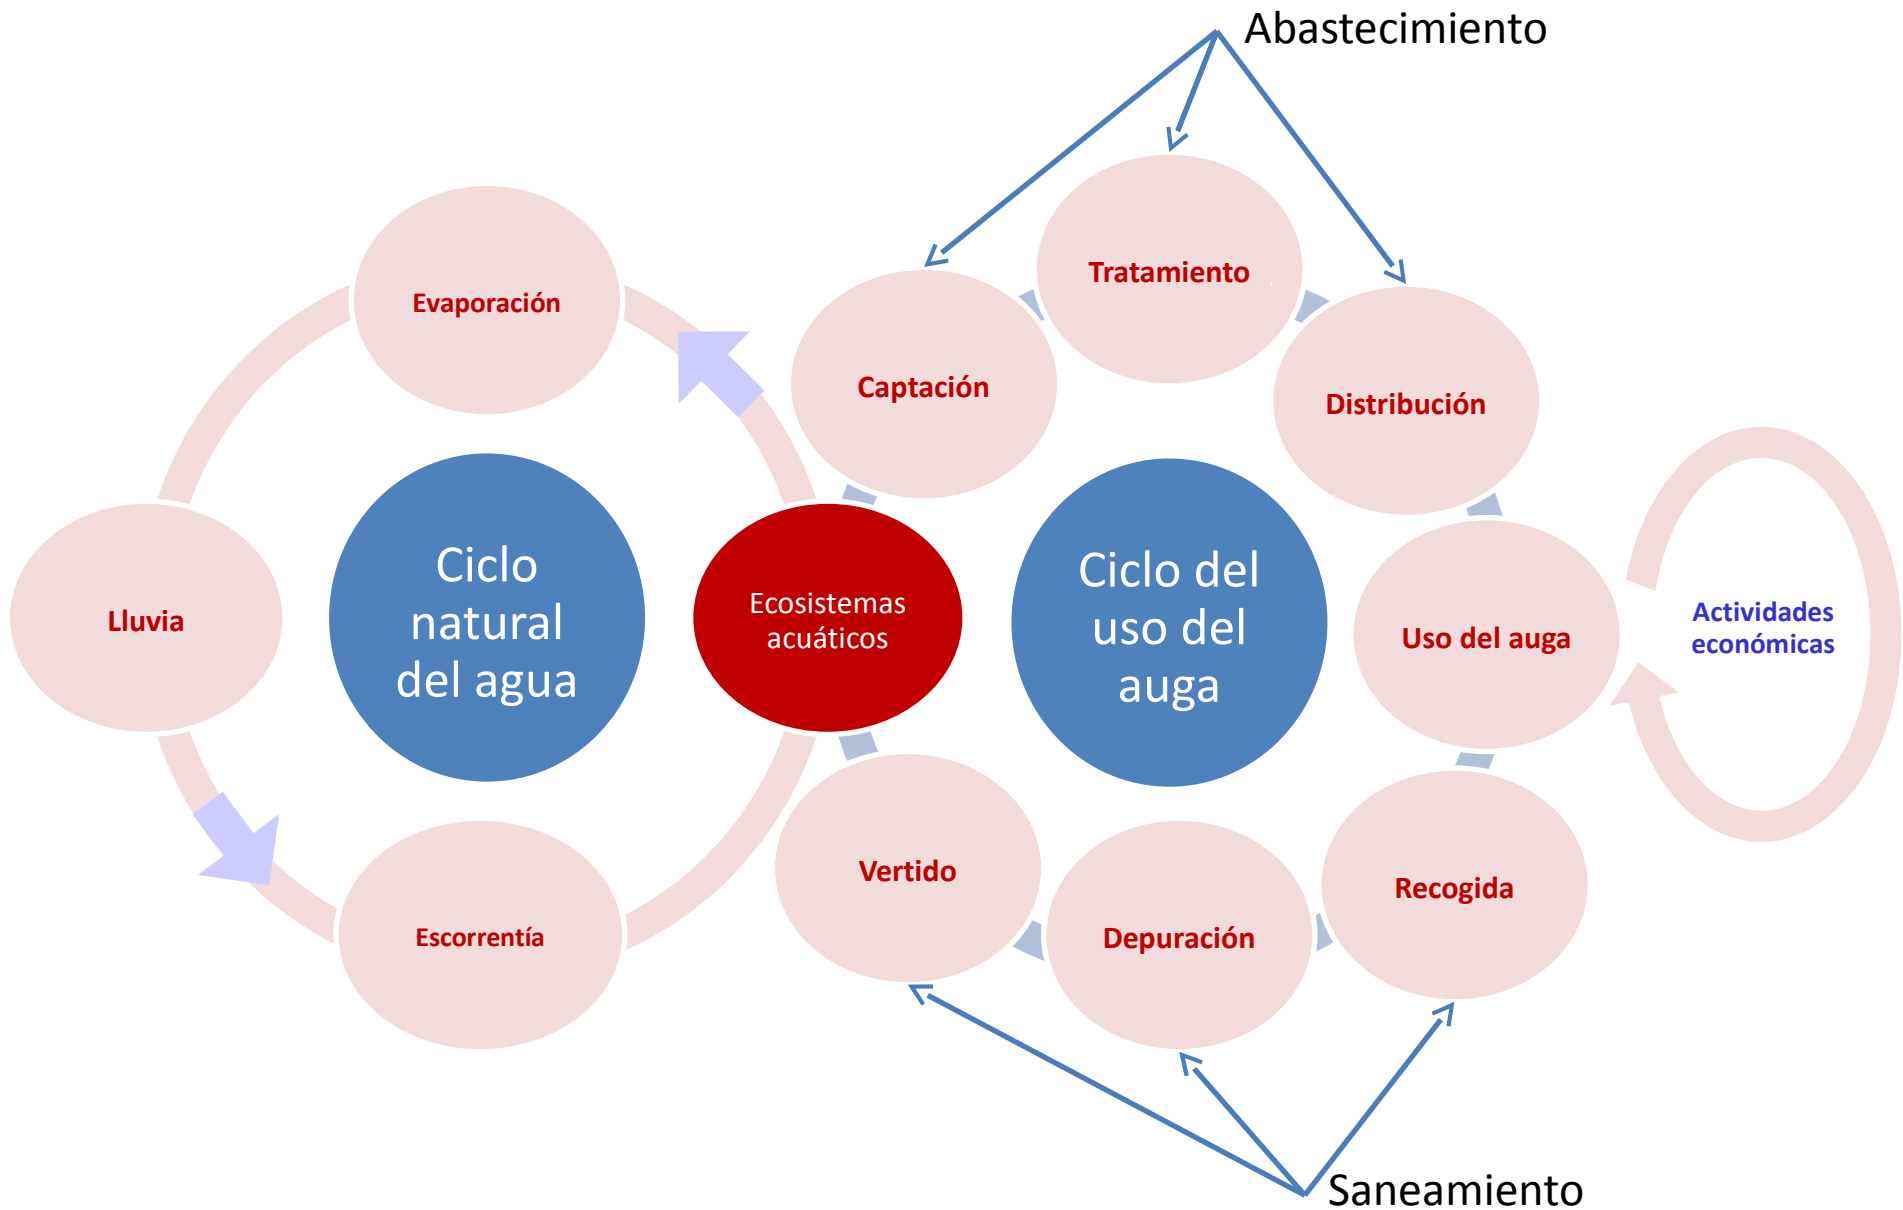 Abastecimiento
Tratamiento
Evaporación
Captación
Distribución
Ciclo
natural
del agua
Ecosistemas
acuáticos
Ciclo del
uso del
auga
Lluvia
Uso del auga
Actividades
económicas
Vertido
Recogida
Escorrentía
Depuración
Saneamiento